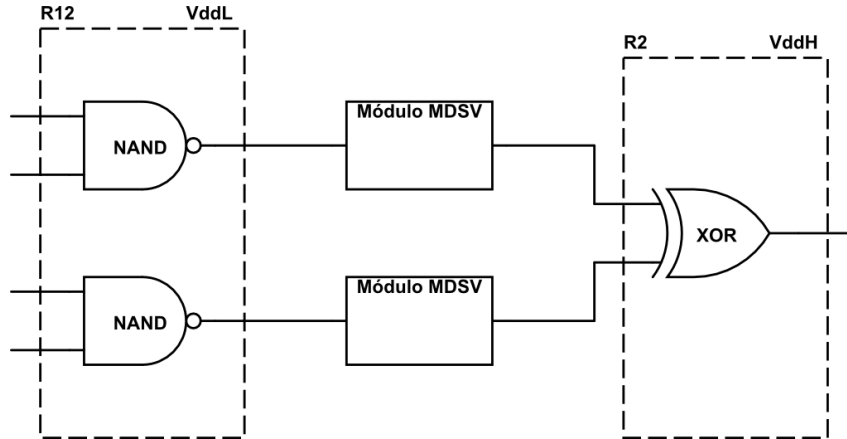 R12 VddL
R2 VddH
Módulo MDSV
NAND
XOR
Módulo MDSV
NAND